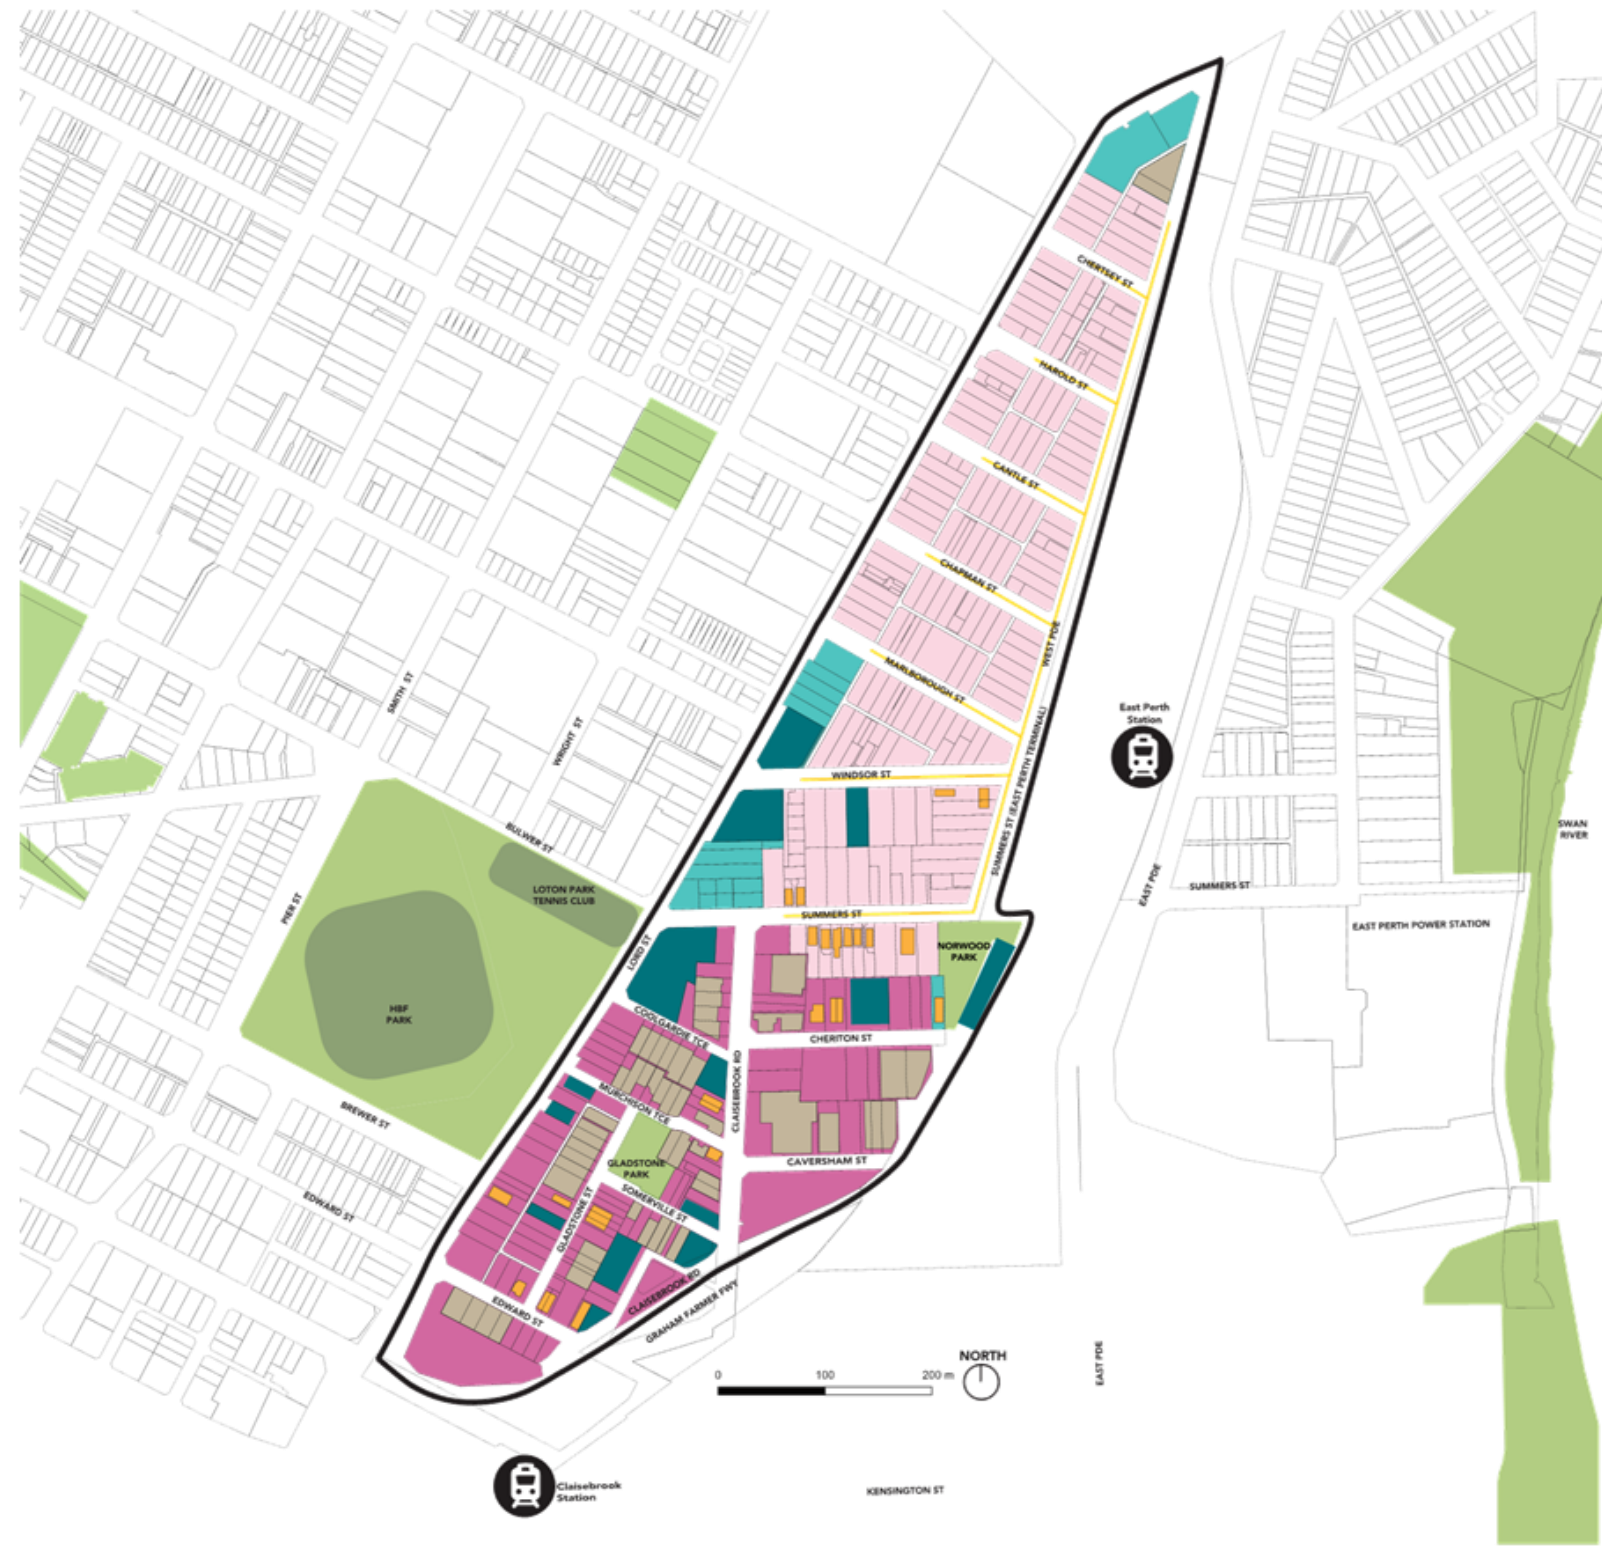 CHERTSEY ST
HAROLD ST
CANTLE ST
CHAPMAN ST
WEST PDE
MARLBOROUGH ST
SMITH ST
WRIGHT ST
East Perth
Station
WINDSOR ST
SUMMERS ST (EAST PERTH TERMINAL)
BULWER ST
SWAN
RIVER
LOTON PARK
TENNIS CLUB
PIER ST
EAST PDE
SUMMERS ST
SUMMERS ST
EAST PERTH POWER STATION
LORD ST
NORWOOD
PARK
HBF
PARK
COOLGARDIE TCE
CHERITON ST
CLAISEBROOK RD
MURCHISON TCE
BREWER ST
GLADSTONE
PARK
CAVERSHAM ST
EDWARD ST
SOMERVILLE ST
GLADSTONE ST
CLAISEBROOK RD
EDWARD ST
GRAHAM FARMER FWY
NORTH
0 100 200 m
EAST PDE
Claisebrook
Station
KENSINGTON ST